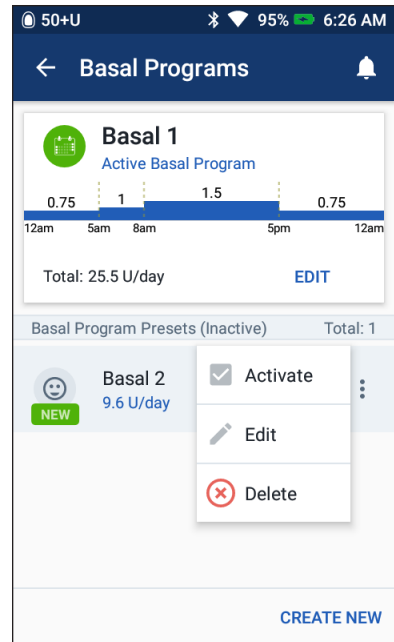 50+U 95% 6:26 AM
Basal Programs
Basal 1
Active Basal Program
0.75 1 1.5 0.75
12am 5am 8am 5pm 12am
Total: 25.5 U/day EDIT
Basal Program Presets (Inactive) Total: 1
Basal 2
9.6 U/day
NEW
Activate
Edit
Delete
CREATE NEW